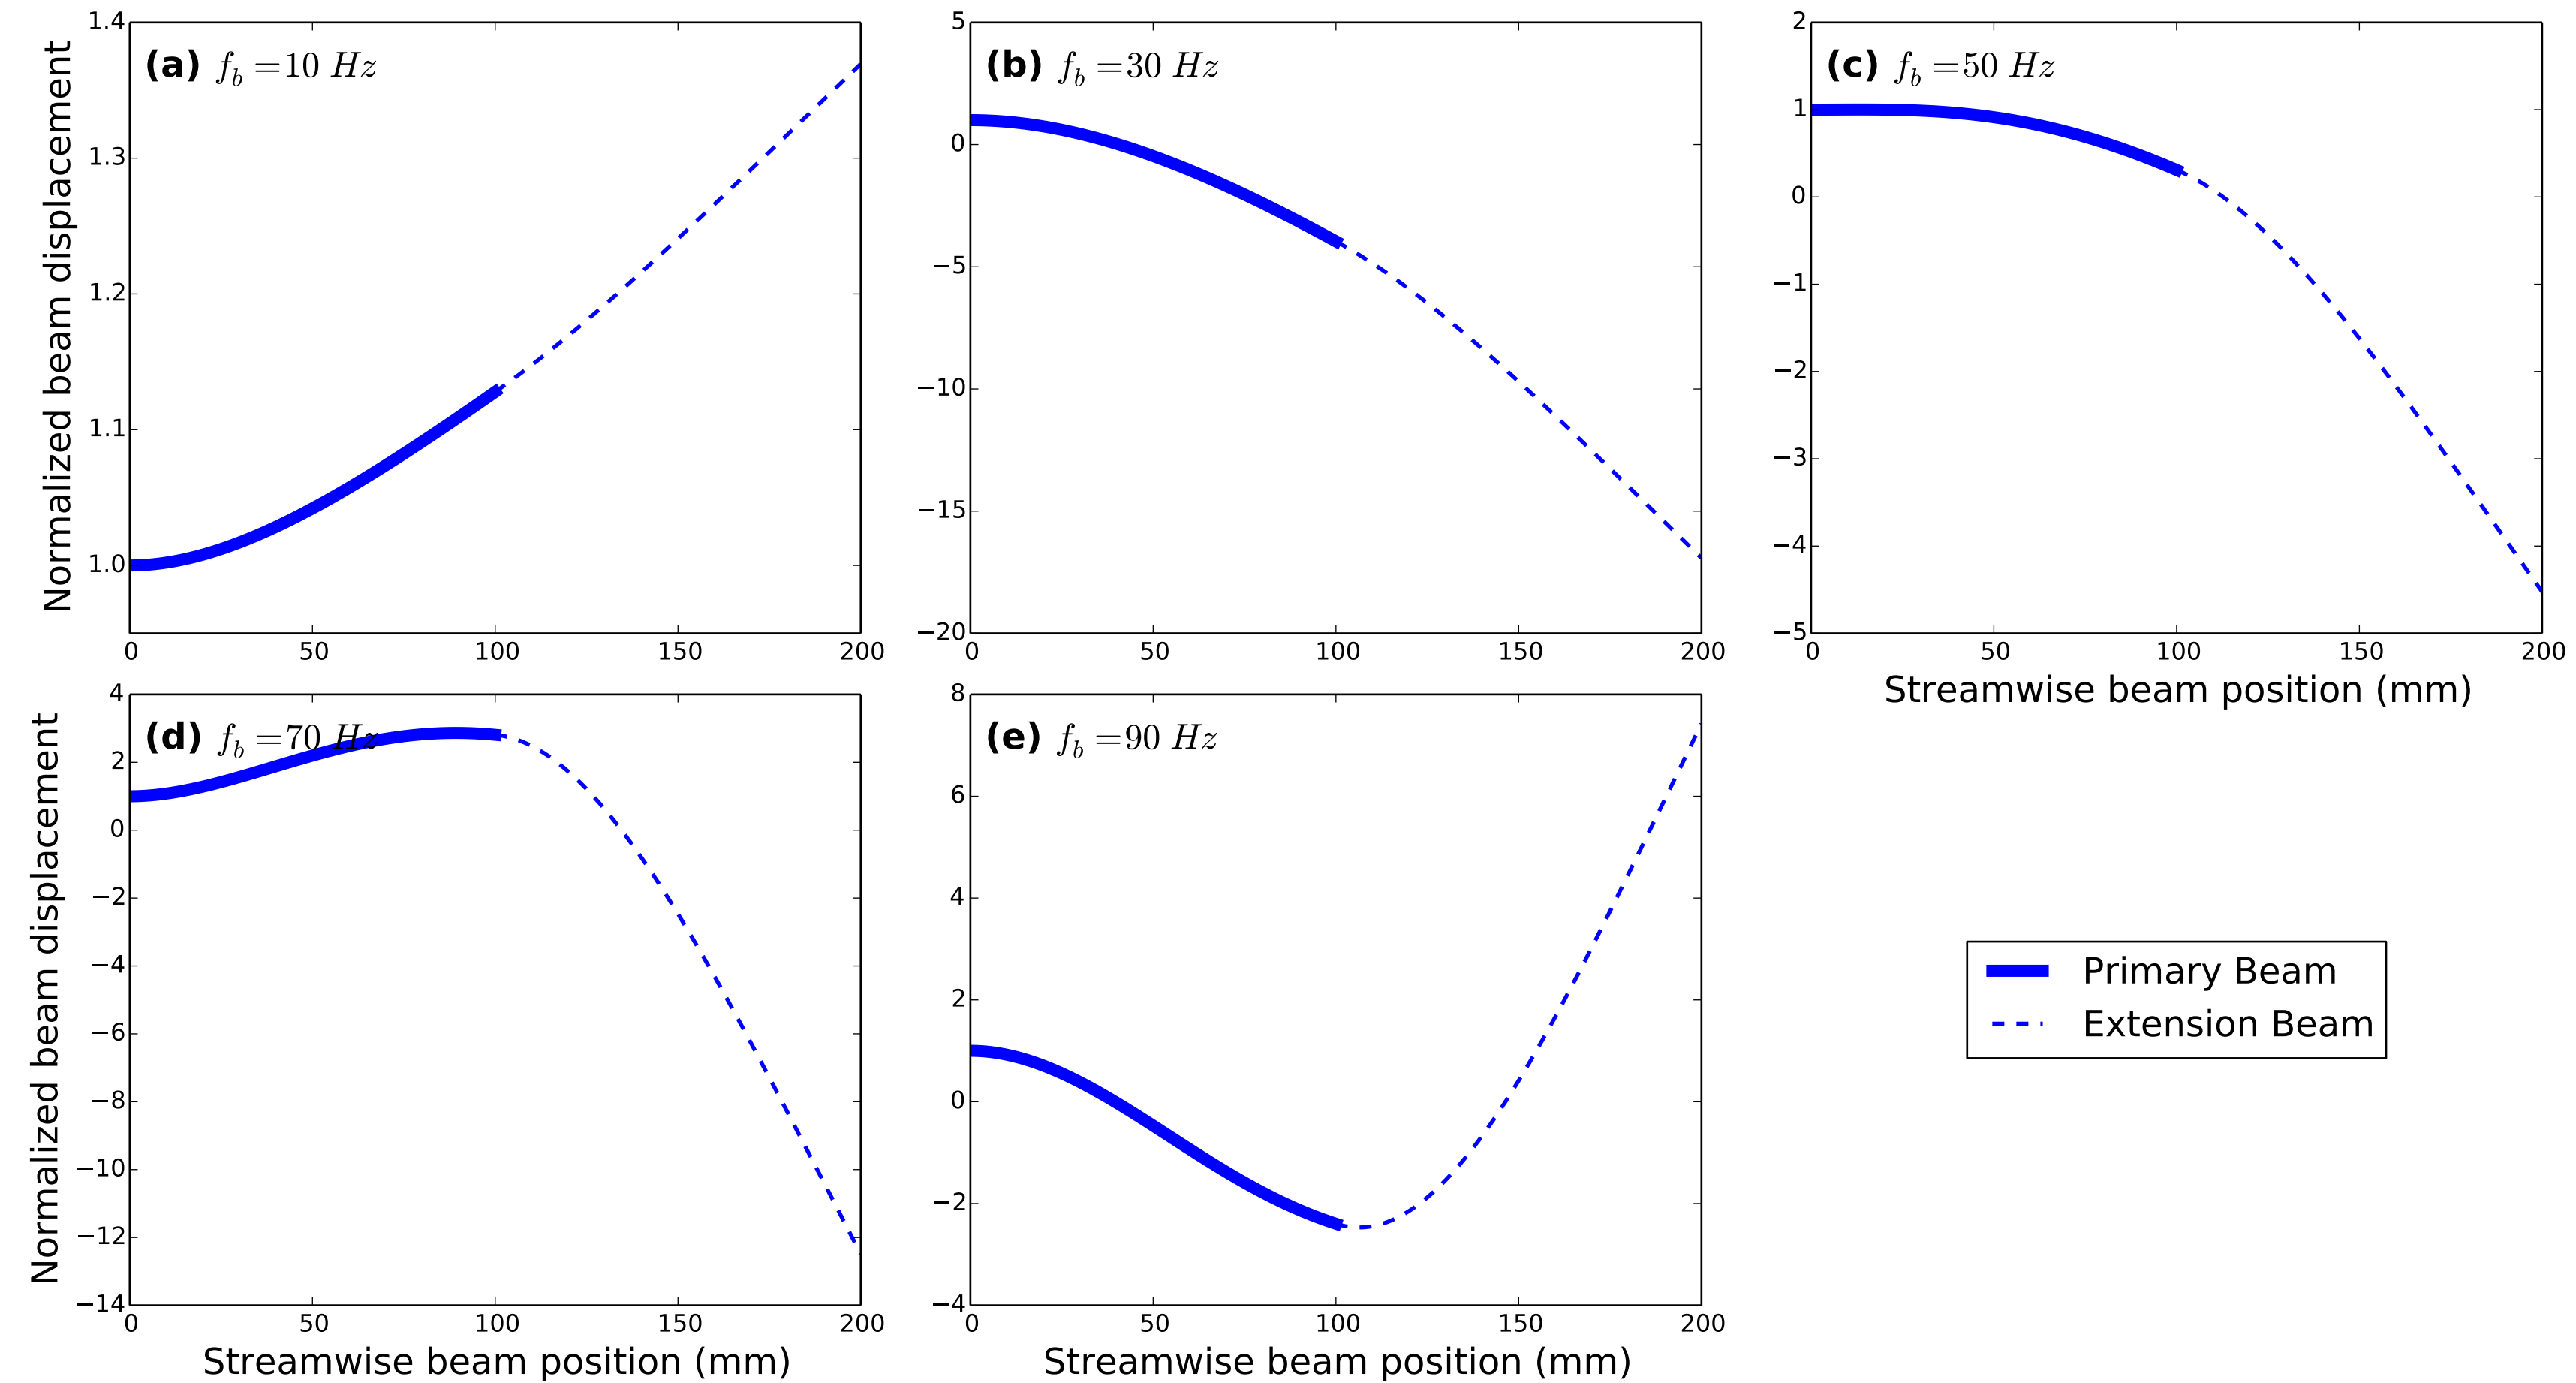 Normalized beam displacement
(a) f_b =10 Hz
1.4
1.3
1.2
1.1
1.0
0 50 100 150 200
(b) f_b =30 Hz
5
0
−5
−10
−15
−20
0 50 100 150 200
(c) f_b =50 Hz
2
1
0
−1
−2
−3
−4
−5
0 50 100 150 200
Streamwise beam position (mm)
Normalized beam displacement
(d) f_b =70 Hz
4
2
0
−2
−4
−6
−8
−10
−12
−14
0 50 100 150 200
Streamwise beam position (mm)
(e) f_b =90 Hz
8
6
4
2
0
−2
−4
0 50 100 150 200
Streamwise beam position (mm)
Primary Beam
Extension Beam